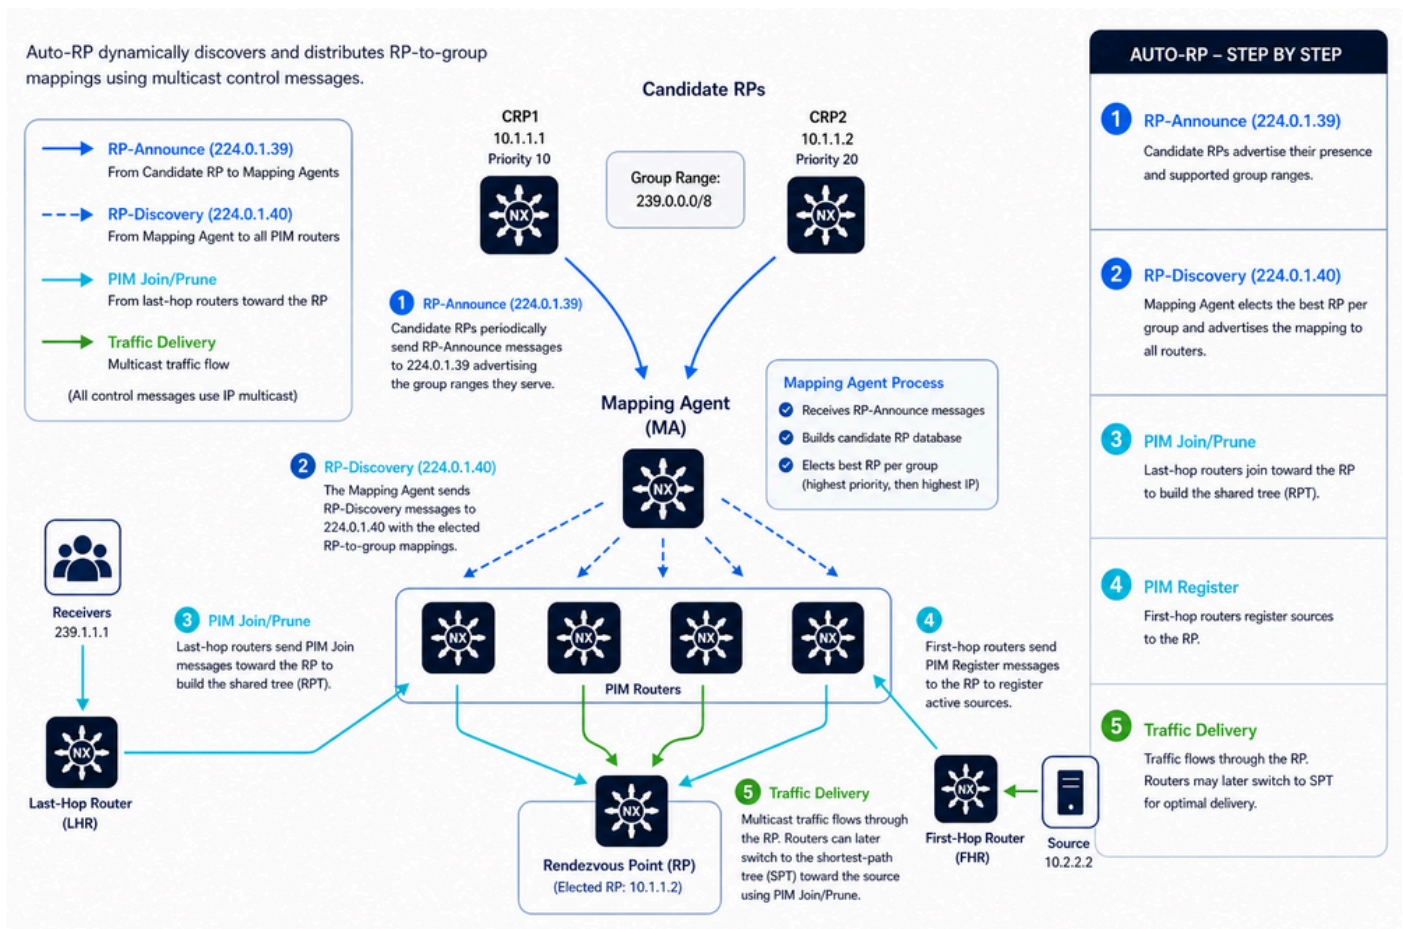 Auto-RP dynamically discovers and distributes RP-to-group
mappings using multicast control messages.
RP-Announce (224.0.1.39)
From Candidate RP to Mapping Agents
RP-Discovery (224.0.1.40)
From Mapping Agent to all PIM routers
PIM Join/Prune
From last-hop routers toward the RP
Traffic Delivery
Multicast traffic flow
(All control messages use IP multicast)
Candidate RPs
CRP1
10.1.1.1
Priority 10
NX
Group Range:
239.0.0.0/8
CRP2
10.1.1.2
Priority 20
NX
1 RP-Announce (224.0.1.39)
Candidate RPs periodically
send RP-Announce messages
to 224.0.1.39 advertising
the group ranges they serve.
Mapping Agent
(MA)
NX
Mapping Agent Process
Receives RP-Announce messages
Builds candidate RP database
Elects best RP per group
(highest priority, then highest IP)
2 RP-Discovery (224.0.1.40)
The Mapping Agent sends
RP-Discovery messages to
224.0.1.40 with the elected
RP-to-group mappings.
Receivers
239.1.1.1
3 PIM Join/Prune
Last-hop routers send PIM Join
messages toward the RP to
build the shared tree (RPT).
NX
NX
NX
NX
PIM Routers
4
First-hop routers send
PIM Register messages
to the RP to register
active sources.
NX
Last-Hop Router
(LHR)
NX
Rendezvous Point (RP)
(Elected RP: 10.1.1.2)
5 Traffic Delivery
Multicast traffic flows through
the RP. Routers can later
switch to the shortest-path
tree (SPT) toward the source
using PIM Join/Prune.
NX
First-Hop Router
(FHR)
Source
10.2.2.2
AUTO-RP – STEP BY STEP
1 RP-Announce (224.0.1.39)
Candidate RPs advertise their presence
and supported group ranges.
2 RP-Discovery (224.0.1.40)
Mapping Agent elects the best RP per
group and advertises the mapping to
all routers.
3 PIM Join/Prune
Last-hop routers join toward the RP
to build the shared tree (RPT).
4 PIM Register
First-hop routers register sources
to the RP.
5 Traffic Delivery
Traffic flows through the RP.
Routers may later switch to SPT
for optimal delivery.